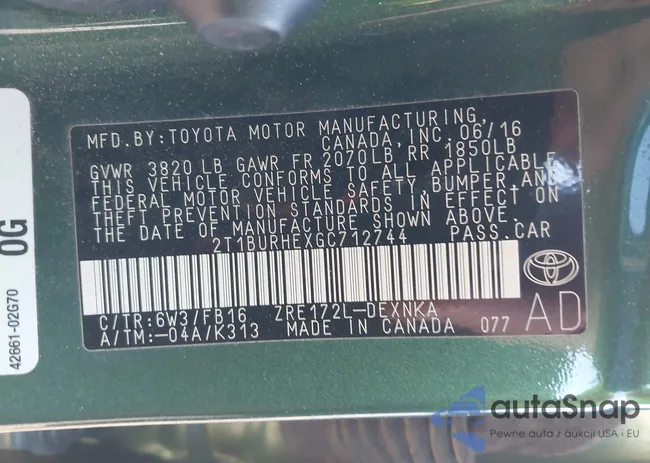 MFD. BY: TOYOTA MOTOR MANUFACTURING,
CANADA, INC. 06/16
GVWR 3820 LB GAWR FR 2070LB RR 1850LB
THIS VEHICLE CONFORMS TO ALL APPLICABLE
FEDERAL MOTOR VEHICLE SAFETY, BUMPER, AND
THEFT PREVENTION STANDARDS IN EFFECT ON
THE DATE OF MANUFACTURE SHOWN ABOVE.
2T1BURHEXGC712744 PASS. CAR
C/TR: 6W3/FB16 ZRE172L-DEXNKA
A/TM: -04A/K313 MADE IN CANADA 077
AD
0G
42661-02G70
autoSnap
Pewne auta z aukcji USA i EU